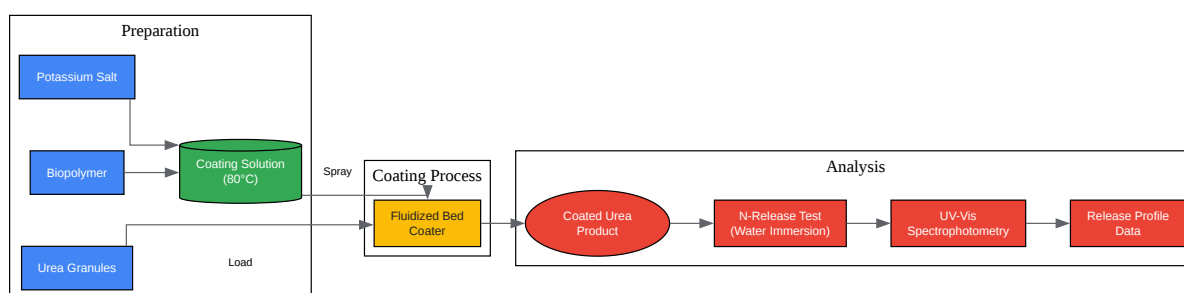 Preparation
Potassium Salt
Biopolymer
Coating Solution
(80°C)
Urea Granules
Spray
Load
Coating Process
Fluidized Bed
Coater
Analysis
Coated Urea
Product
N-Release Test
(Water Immersion)
UV-Vis
Spectrophotometry
Release Profile
Data